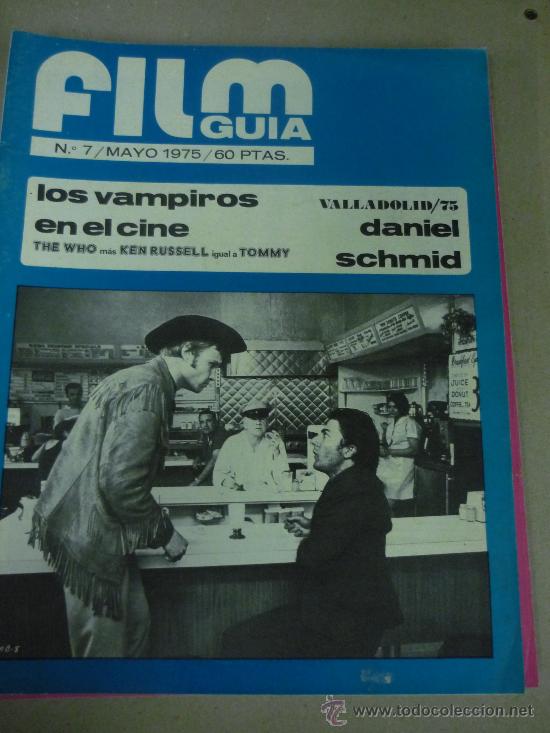 FILM
GUIA
N.º 7/MAYO 1975/60 PTAS.
los vampiros
en el cine
THE WHO más KEN RUSSELL igual a TOMMY
VALLADOLID/75
daniel
schmid
JUICE
DONUT
todocoleccion
www.todocoleccion.net